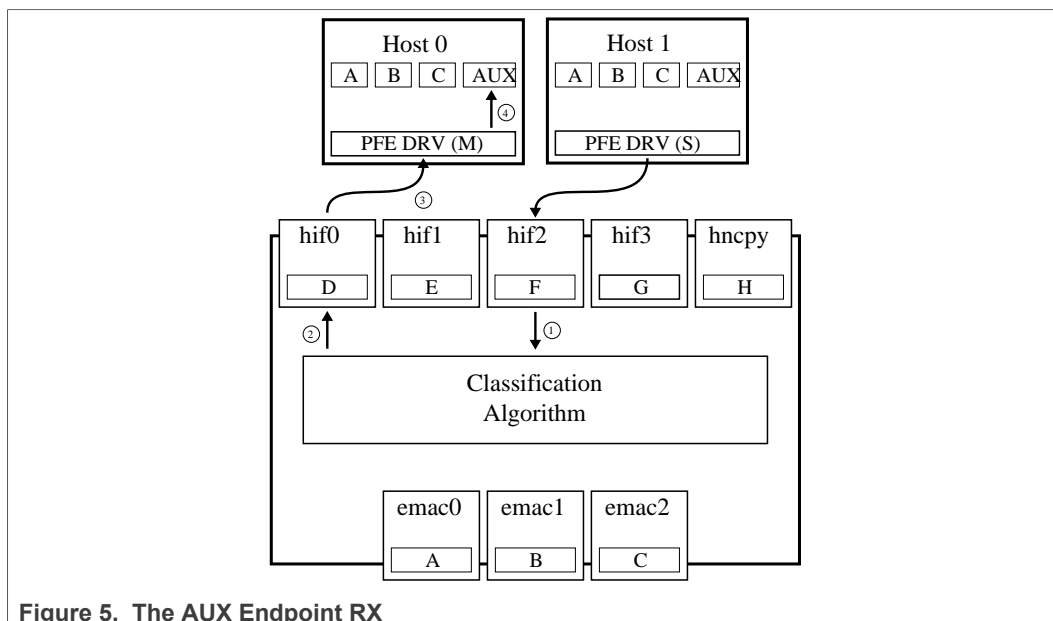 Host 0
Host 1
A B C AUX
A B C AUX
PFE DRV (M)
PFE DRV (S)
④
③
hif0 hif1 hif2 hif3 hncpy
D E F G H
② ①
Classification
Algorithm
emac0 emac1 emac2
A B C
Figure 5. The AUX Endpoint RX